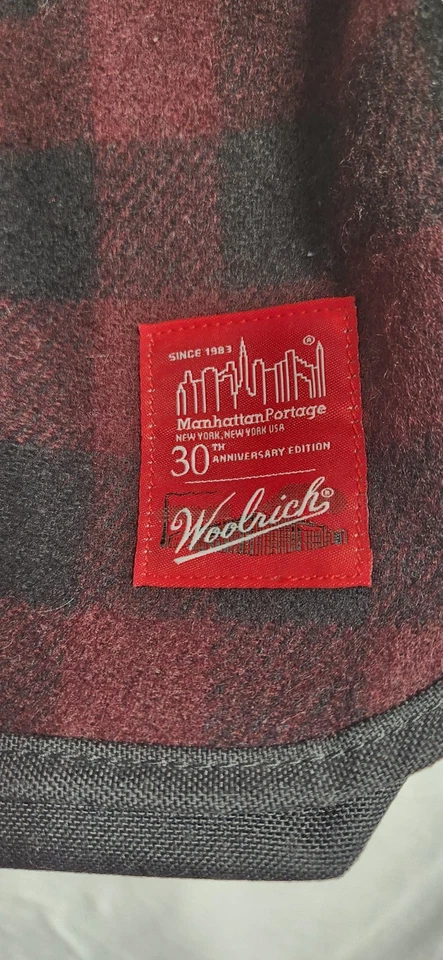 SINCE 1983
®
ManhattanPortage
NEW YORK, NEW YORK USA
30TH ANNIVERSARY EDITION
Woolrich®